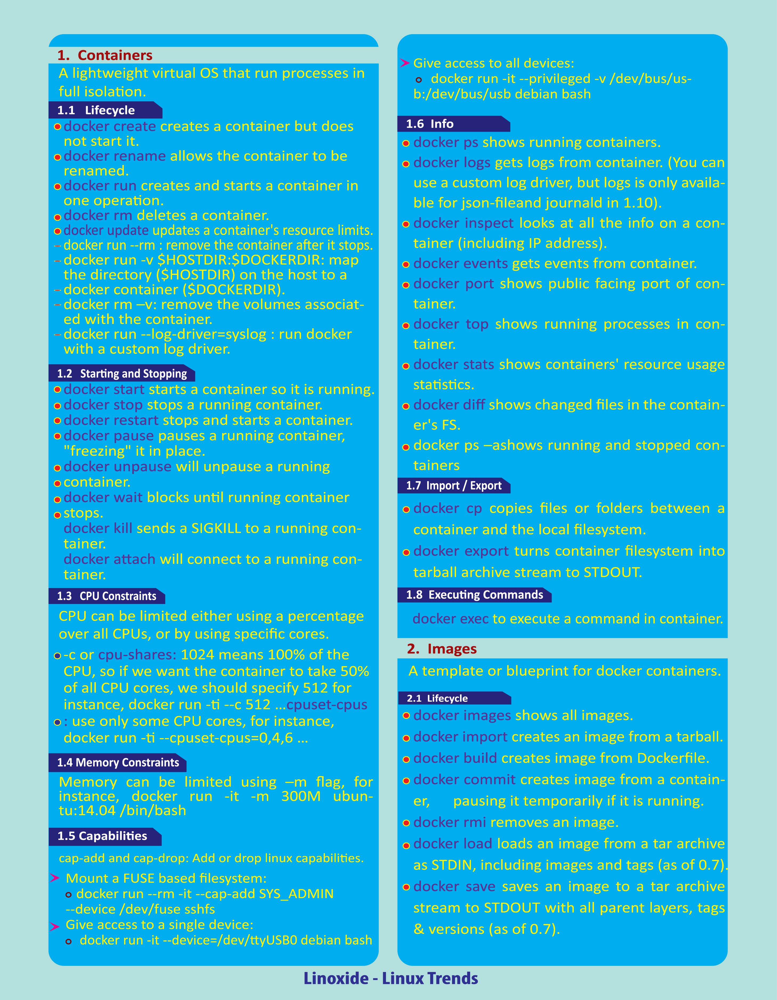 1. Containers
A lightweight virtual OS that run processes in
full isolation.
1.1 Lifecycle
docker create creates a container but does
not start it.
docker rename allows the container to be
renamed.
docker run creates and starts a container in
one operation.
docker rm deletes a container.
docker update updates a container's resource limits.
- docker run --rm : remove the container after it stops.
- docker run -v $HOSTDIR:$DOCKERDIR: map
the directory ($HOSTDIR) on the host to a
- docker container ($DOCKERDIR).
- docker rm –v: remove the volumes associat-
ed with the container.
- docker run --log-driver=syslog : run docker
with a custom log driver.
1.2 Starting and Stopping
docker start starts a container so it is running.
docker stop stops a running container.
docker restart stops and starts a container.
docker pause pauses a running container,
"freezing" it in place.
docker unpause will unpause a running
container.
docker wait blocks until running container
stops.
docker kill sends a SIGKILL to a running con-
tainer.
docker attach will connect to a running con-
tainer.
1.3 CPU Constraints
CPU can be limited either using a percentage
over all CPUs, or by using specific cores.
-c or cpu-shares: 1024 means 100% of the
CPU, so if we want the container to take 50%
of all CPU cores, we should specify 512 for
instance, docker run -ti --c 512 ...cpuset-cpus
: use only some CPU cores, for instance,
docker run -ti --cpuset-cpus=0,4,6 ...
1.4 Memory Constraints
Memory can be limited using –m flag, for
instance, docker run -it -m 300M ubun-
tu:14.04 /bin/bash
1.5 Capabilities
cap-add and cap-drop: Add or drop linux capabilities.
Mount a FUSE based filesystem:
docker run --rm -it --cap-add SYS_ADMIN
--device /dev/fuse sshfs
Give access to a single device:
docker run -it --device=/dev/ttyUSB0 debian bash
Give access to all devices:
docker run -it --privileged -v /dev/bus/us-
b:/dev/bus/usb debian bash
1.6 Info
docker ps shows running containers.
docker logs gets logs from container. (You can
use a custom log driver, but logs is only availa-
ble for json-fileand journald in 1.10).
docker inspect looks at all the info on a con-
tainer (including IP address).
docker events gets events from container.
docker port shows public facing port of con-
tainer.
docker top shows running processes in con-
tainer.
docker stats shows containers' resource usage
statistics.
docker diff shows changed files in the contain-
er's FS.
docker ps –ashows running and stopped con-
tainers
1.7 Import / Export
docker cp copies files or folders between a
container and the local filesystem.
docker export turns container filesystem into
tarball archive stream to STDOUT.
1.8 Executing Commands
docker exec to execute a command in container.
2. Images
A template or blueprint for docker containers.
2.1 Lifecycle
docker images shows all images.
docker import creates an image from a tarball.
docker build creates image from Dockerfile.
docker commit creates image from a contain-
er, pausing it temporarily if it is running.
docker rmi removes an image.
docker load loads an image from a tar archive
as STDIN, including images and tags (as of 0.7).
docker save saves an image to a tar archive
stream to STDOUT with all parent layers, tags
& versions (as of 0.7).
Linoxide - Linux Trends